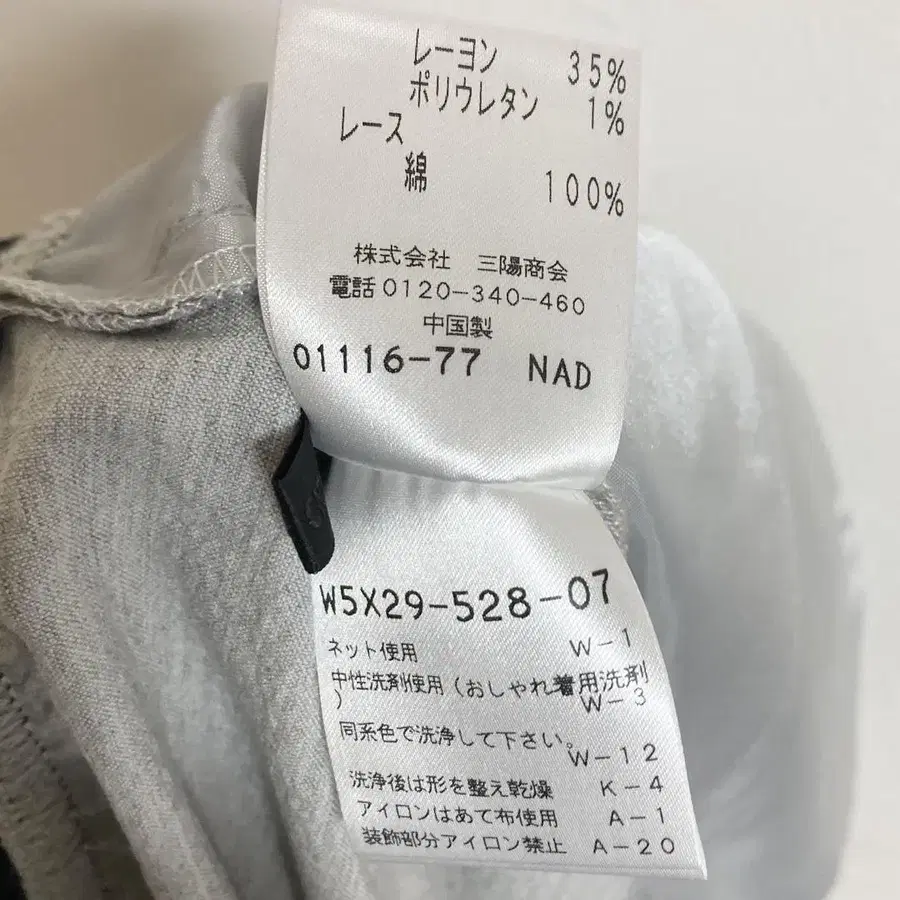 レーヨン 35%
ポリウレタン 1%
レース
綿 100%
株式会社 三陽商会
電話0120-340-460
中国製
01116-77 NAD
W5X29-528-07
ネット使用 W-1
中性洗剤使用(おしゃれ着用洗剤
) W-3
同系色で洗浄して下さい。
W-12
洗浄後は形を整え乾燥 K-4
アイロンはあて布使用 A-1
装飾部分アイロン禁止 A-20